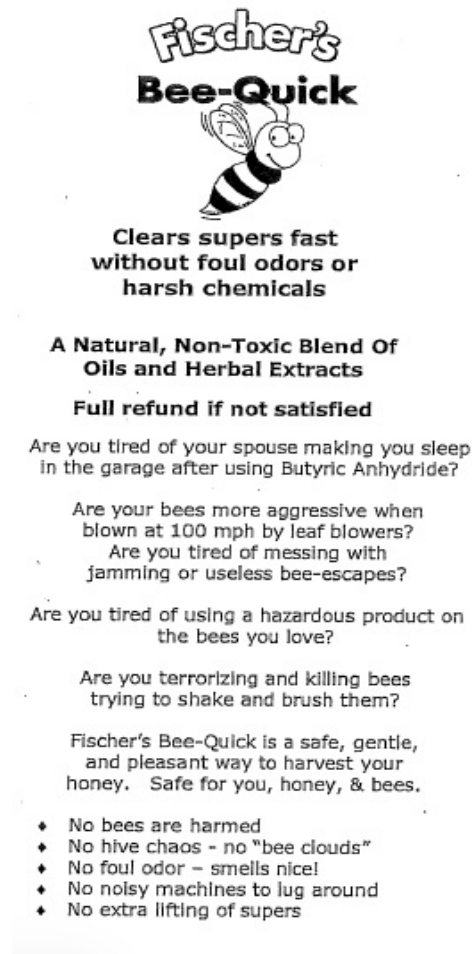 Fischer's
Bee-Quick
Clears supers fast
without foul odors or
harsh chemicals
A Natural, Non-Toxic Blend Of
Oils and Herbal Extracts
Full refund if not satisfied
Are you tired of your spouse making you sleep
in the garage after using Butyric Anhydride?
Are your bees more aggressive when
blown at 100 mph by leaf blowers?
Are you tired of messing with
jamming or useless bee-escapes?
Are you tired of using a hazardous product on
the bees you love?
Are you terrorizing and killing bees
trying to shake and brush them?
Fischer's Bee-Quick is a safe, gentle,
and pleasant way to harvest your
honey. Safe for you, honey, & bees.
♦ No bees are harmed
♦ No hive chaos - no "bee clouds"
♦ No foul odor – smells nice!
♦ No noisy machines to lug around
♦ No extra lifting of supers